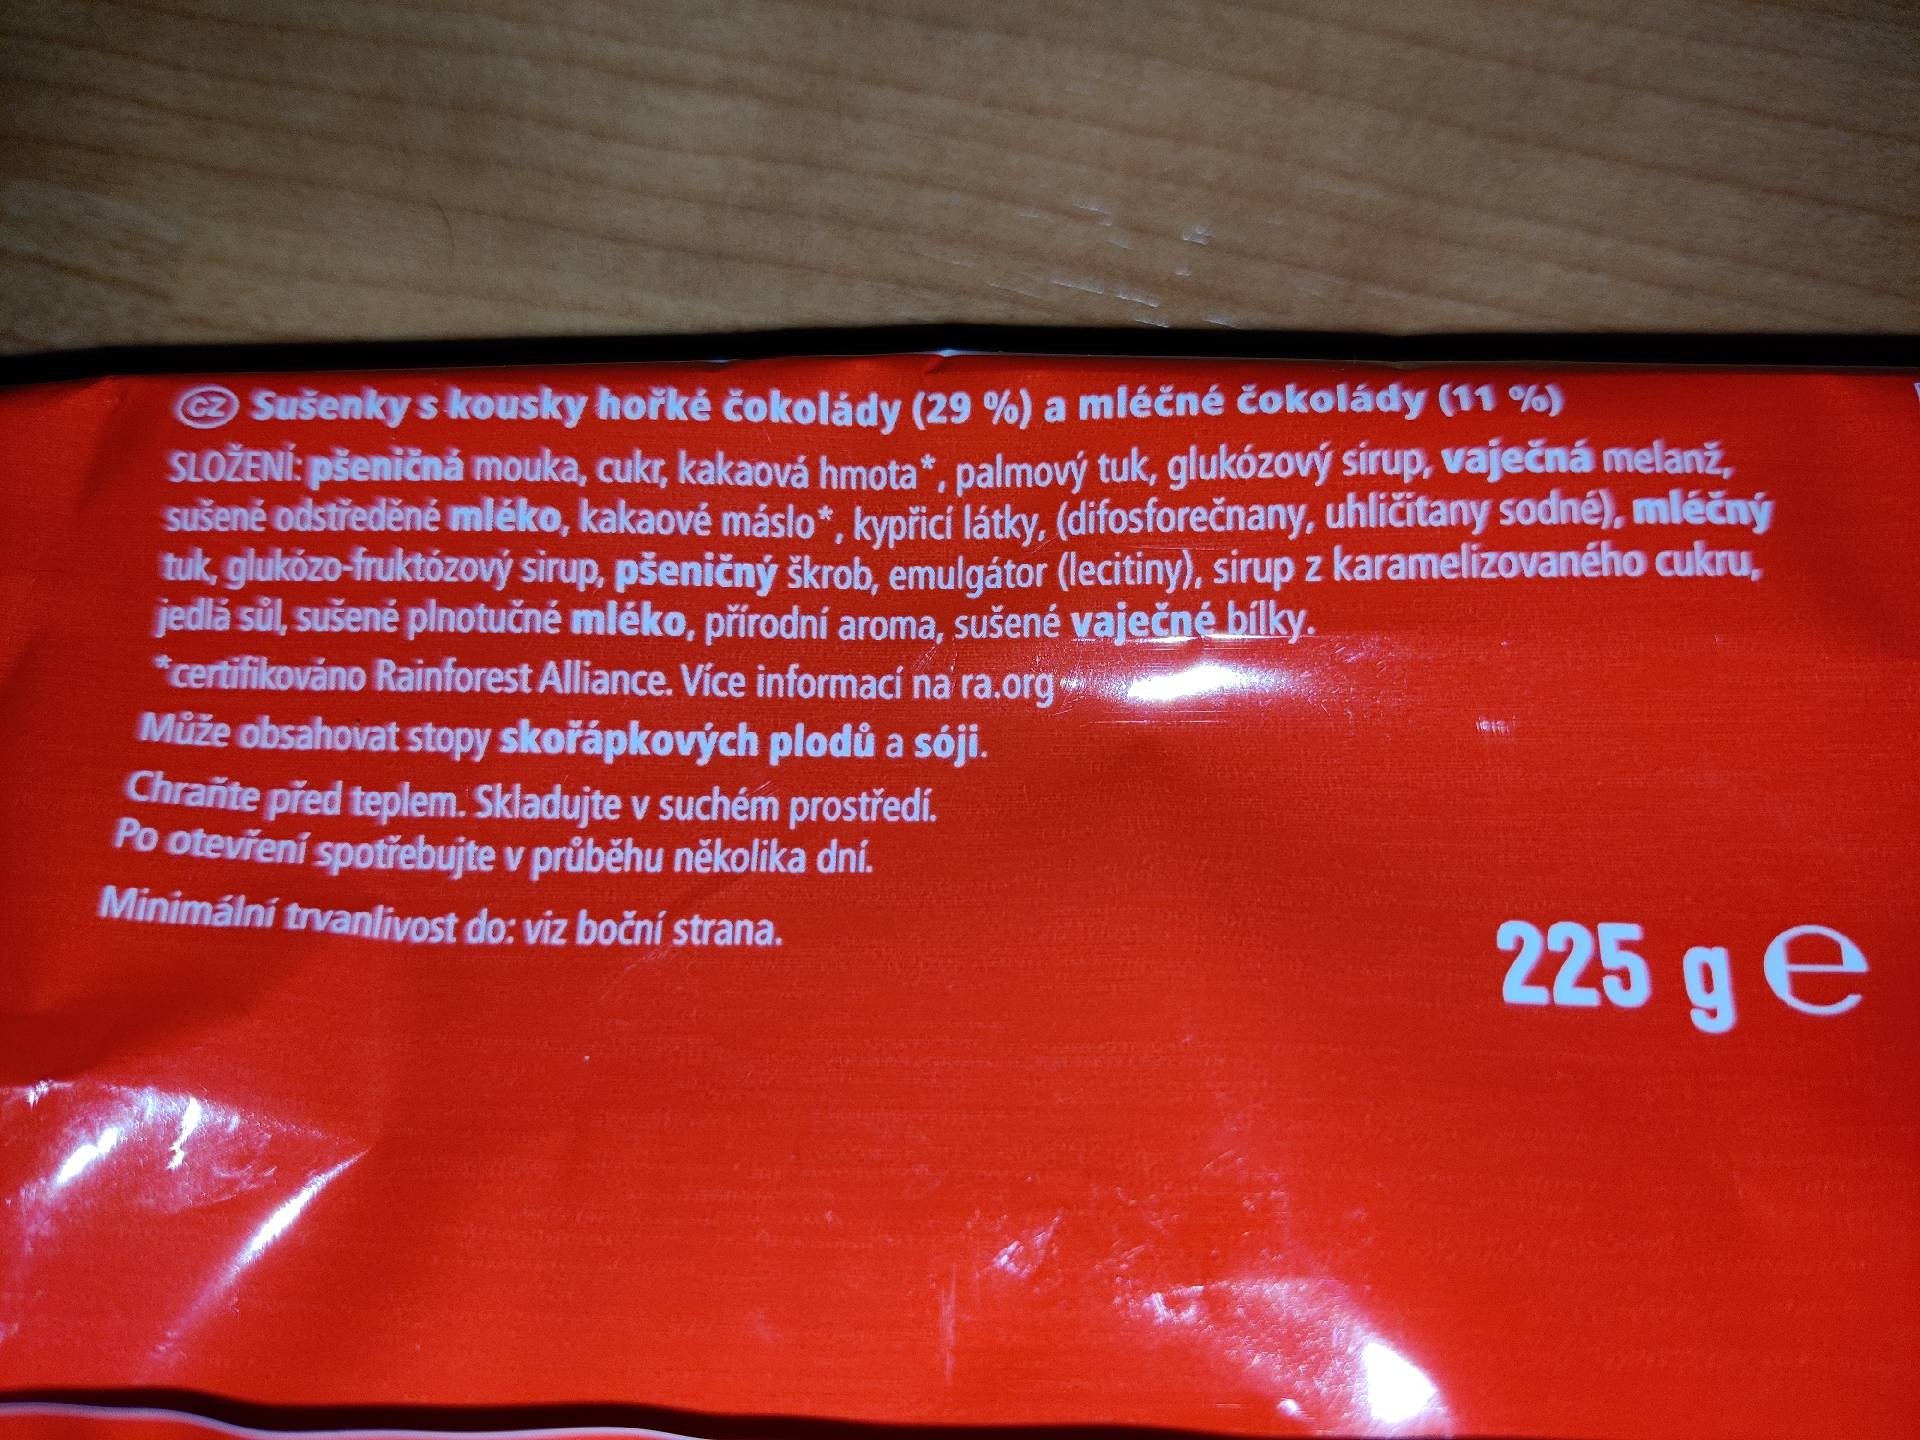 CZ Sušenky s kousky hořké čokolády (29 %) a mléčné čokolády (11 %)
SLOŽENÍ: pšeničná mouka, cukr, kakaová hmota*, palmový tuk, glukózový sirup, vaječná melanž,
sušené odstředěné mléko, kakaové máslo*, kypřicí látky, (difosforečnany, uhličitany sodné), mléčný
tuk, glukózo-fruktózový sirup, pšeničný škrob, emulgátor (lecitiny), sirup z karamelizovaného cukru,
jedlá sůl, sušené plnotučné mléko, přírodní aroma, sušené vaječné bílky.
*certifikováno Rainforest Alliance. Více informací na ra.org
Může obsahovat stopy skořápkových plodů a sóji.
Chraňte před teplem. Skladujte v suchém prostředí.
Po otevření spotřebujte v průběhu několika dní.
Minimální trvanlivost do: viz boční strana.
225 g e